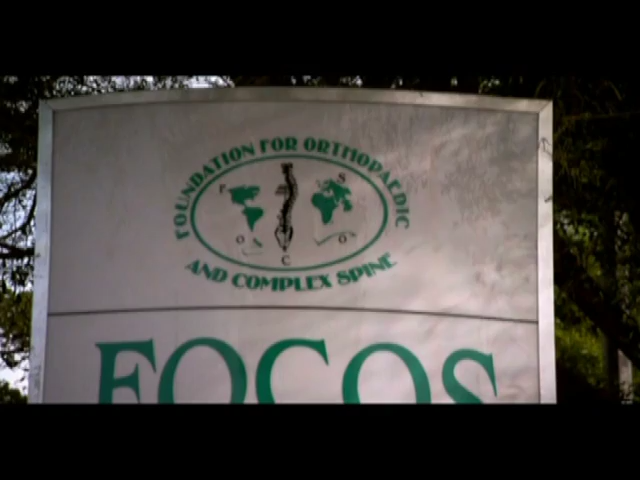 FOUNDATION FOR ORTHOPAEDIC
F S
O O
C
AND COMPLEX SPINE
FOCOS